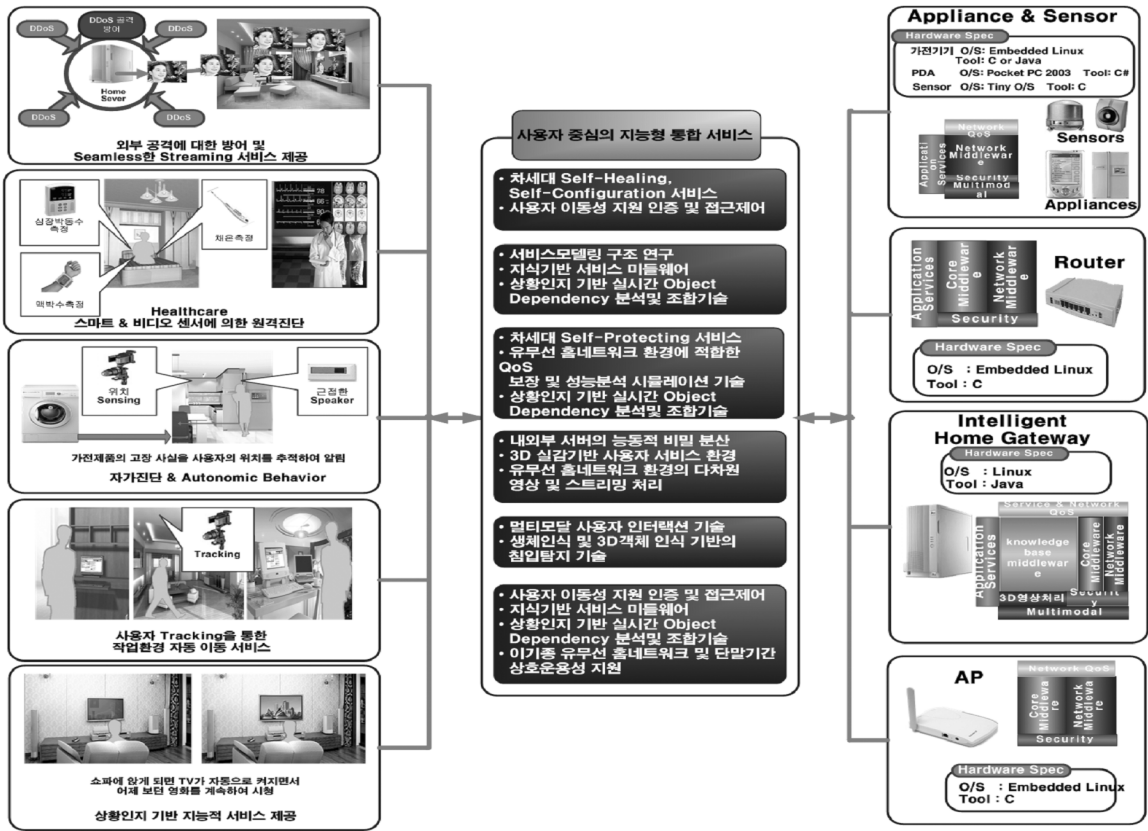 DDoS
DDoS 공격
방어
DDoS
Home
Sever
DDoS
DDoS
외부 공격에 대한 방어 및
Seamless한 Streaming 서비스 제공
심장박동수
측정
체온측정
맥박수측정
Healthcare
스마트 & 비디오 센서에 의한 원격진단
위치
Sensing
근접한
Speaker
가전제품의 고장 사실을 사용자의 위치를 추적하여 알림
자가진단 & Autonomic Behavior
Tracking
사용자 Tracking을 통한
작업환경 자동 이동 서비스
쇼파에 앉게 되면 TV가 자동으로 켜지면서
어제 보던 영화를 계속하여 시청
상황인지 기반 지능적 서비스 제공
사용자 중심의 지능형 통합 서비스
• 차세대 Self-Healing,
Self-Configuration 서비스
• 사용자 이동성 지원 인증 및 접근제어
• 서비스모델링 구조 연구
• 지식기반 서비스 미들웨어
• 상황인지 기반 실시간 Object
Dependency 분석및 조합기술
• 차세대 Self-Protecting 서비스
• 유무선 홈네트워크 환경에 적합한
QoS
보장 및 성능분석 시뮬레이션 기술
• 상황인지 기반 실시간 Object
Dependency 분석및 조합기술
• 내외부 서버의 능동적 비밀 분산
• 3D 실감기반 사용자 서비스 환경
• 유무선 홈네트워크 환경의 다차원
영상 및 스트리밍 처리
• 멀티모달 사용자 인터랙션 기술
• 생체인식 및 3D객체 인식 기반의
침입탐지 기술
• 사용자 이동성 지원 인증 및 접근제어
• 지식기반 서비스 미들웨어
• 상황인지 기반 실시간 Object
Dependency 분석및 조합기술
• 이기종 유무선 홈네트워크 및 단말기간
상호운용성 지원
Appliance & Sensor
Hardware Spec
가전기기 O/S: Embedded Linux
Tool: C or Java
PDA O/S: Pocket PC 2003 Tool: C#
Sensor O/S: Tiny O/S Tool: C
Network
QoS
Applicati
on
Services
Network
Middlewar
e
Security
Multimod
al
Sensors
Appliances
Application
Services
Core
Middlewar
e
Network
Middlewar
e
Security
Router
Hardware Spec
O/S : Embedded Linux
Tool : C
Intelligent
Home Gateway
Hardware Spec
O/S : Linux
Tool : Java
Service & Network
QoS
Application
Services
knowledge
base
middlewar
e
Core
Middleware
Network
Middleware
3D영상처리
Securit
y
Multimodal
AP
Network QoS
Core
Middlewa
re
Network
Middlewa
re
Security
Hardware Spec
O/S : Embedded Linux
Tool : C